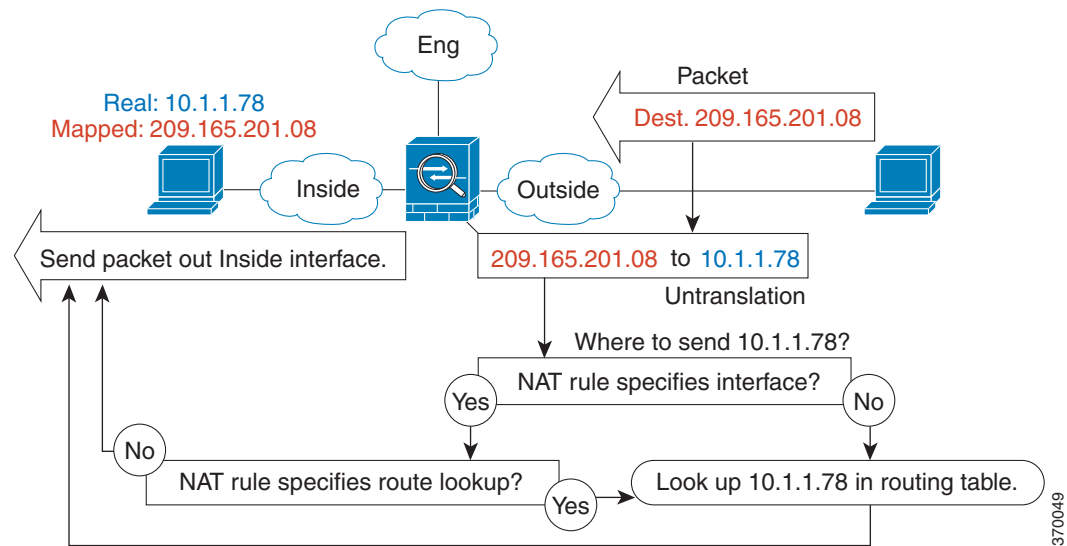 Eng
Packet
Real: 10.1.1.78
Mapped: 209.165.201.08
Dest. 209.165.201.08
Inside
Outside
Send packet out Inside interface.
209.165.201.08 to 10.1.1.78
Untranslation
Where to send 10.1.1.78?
NAT rule specifies interface?
Yes
No
No
NAT rule specifies route lookup?
Yes
Look up 10.1.1.78 in routing table.
370049